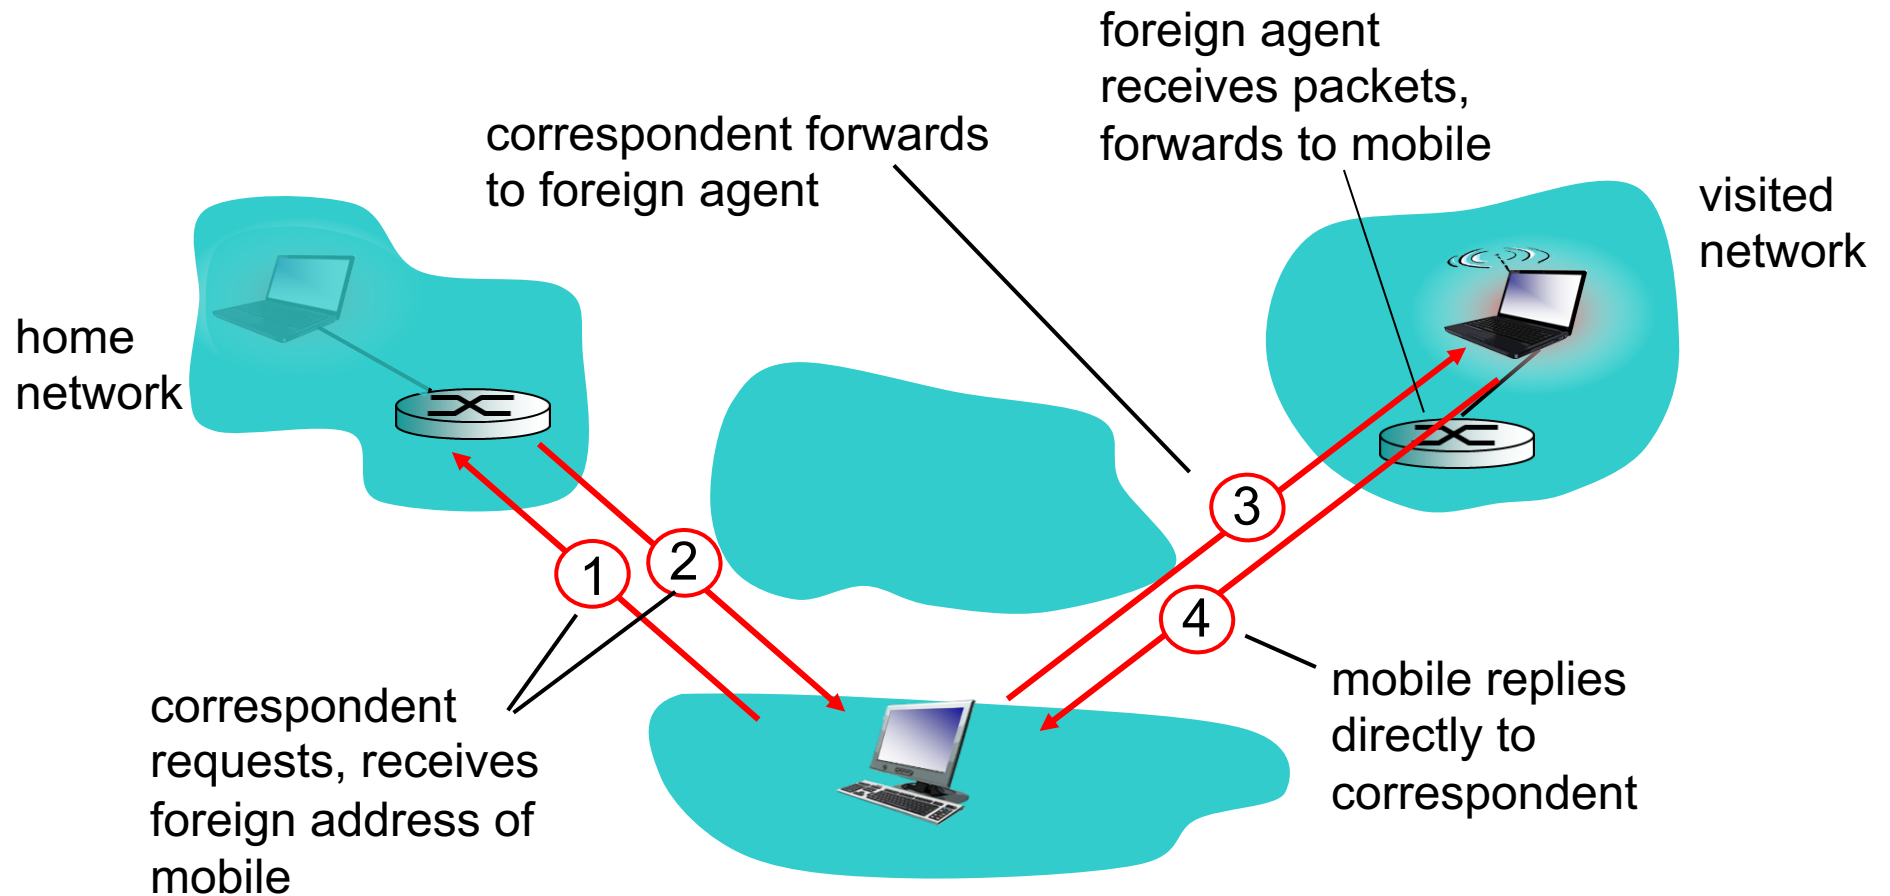 foreign agent
receives packets,
forwards to mobile
correspondent forwards
to foreign agent
visited
network
home
network
3
2
1
4
correspondent
requests, receives
foreign address of
mobile
mobile replies
directly to
correspondent